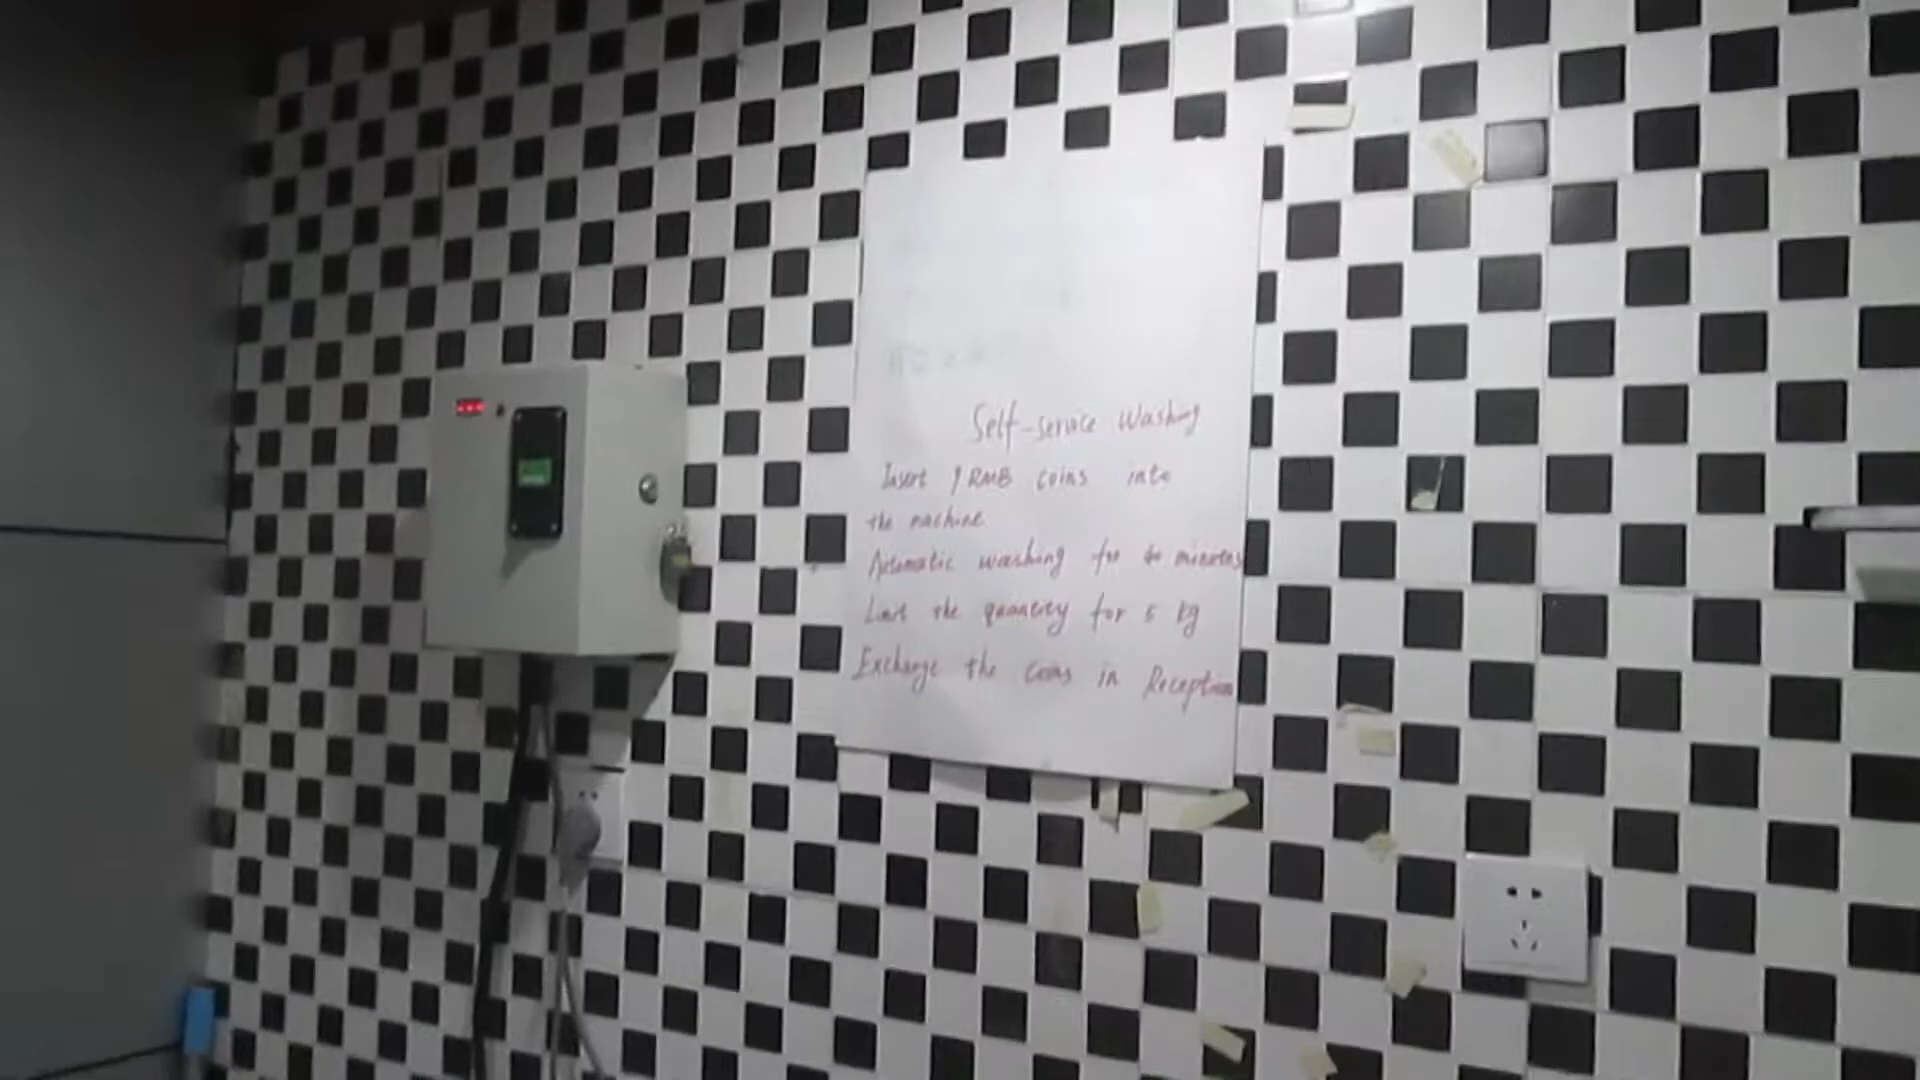 Self-service Washing
Insert 1 RMB coins into
the machine
Automatic washing for 40 minutes
Limit the quantity for 5 kg
Exchange the coins in Reception